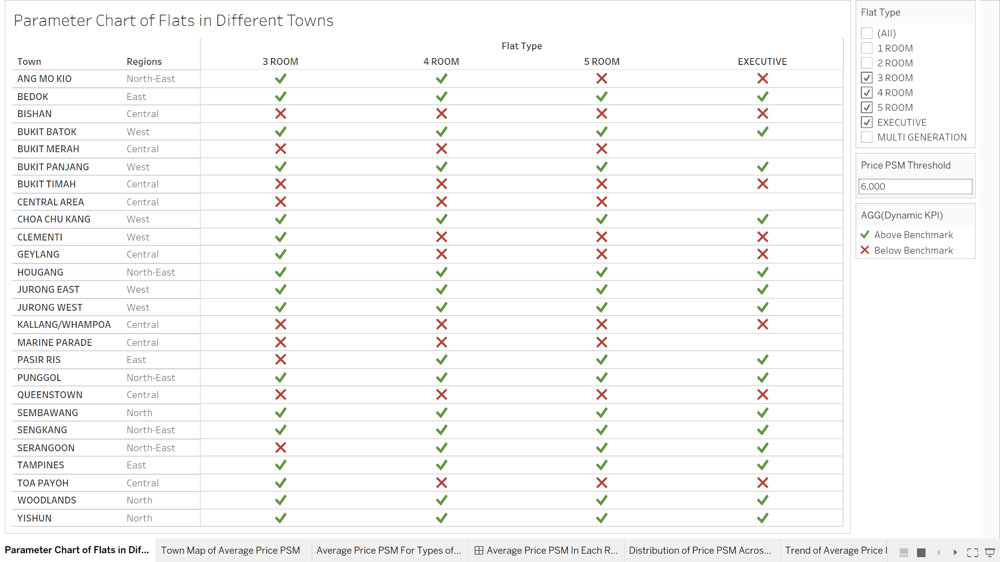 Parameter Chart of Flats in Different Towns
Flat Type
Town Regions 3 ROOM 4 ROOM 5 ROOM EXECUTIVE
ANG MO KIO North-East
BEDOK East
BISHAN Central
BUKIT BATOK West
BUKIT MERAH Central
BUKIT PANJANG West
BUKIT TIMAH Central
CENTRAL AREA Central
CHOA CHU KANG West
CLEMENTI West
GEYLANG Central
HOUGANG North-East
JURONG EAST West
JURONG WEST West
KALLANG/WHAMPOA Central
MARINE PARADE Central
PASIR RIS East
PUNGGOL North-East
QUEENSTOWN Central
SEMBAWANG North
SENGKANG North-East
SERANGOON North-East
TAMPINES East
TOA PAYOH Central
WOODLANDS North
YISHUN North
Flat Type
(All)
1 ROOM
2 ROOM
3 ROOM
4 ROOM
5 ROOM
EXECUTIVE
MULTI GENERATION
Price PSM Threshold
6,000
AGG(Dynamic KPI)
Above Benchmark
Below Benchmark
Parameter Chart of Flats in Dif... Town Map of Average Price PSM Average Price PSM For Types of... Average Price PSM In Each R... Distribution of Price PSM Acros... Trend of Average Price